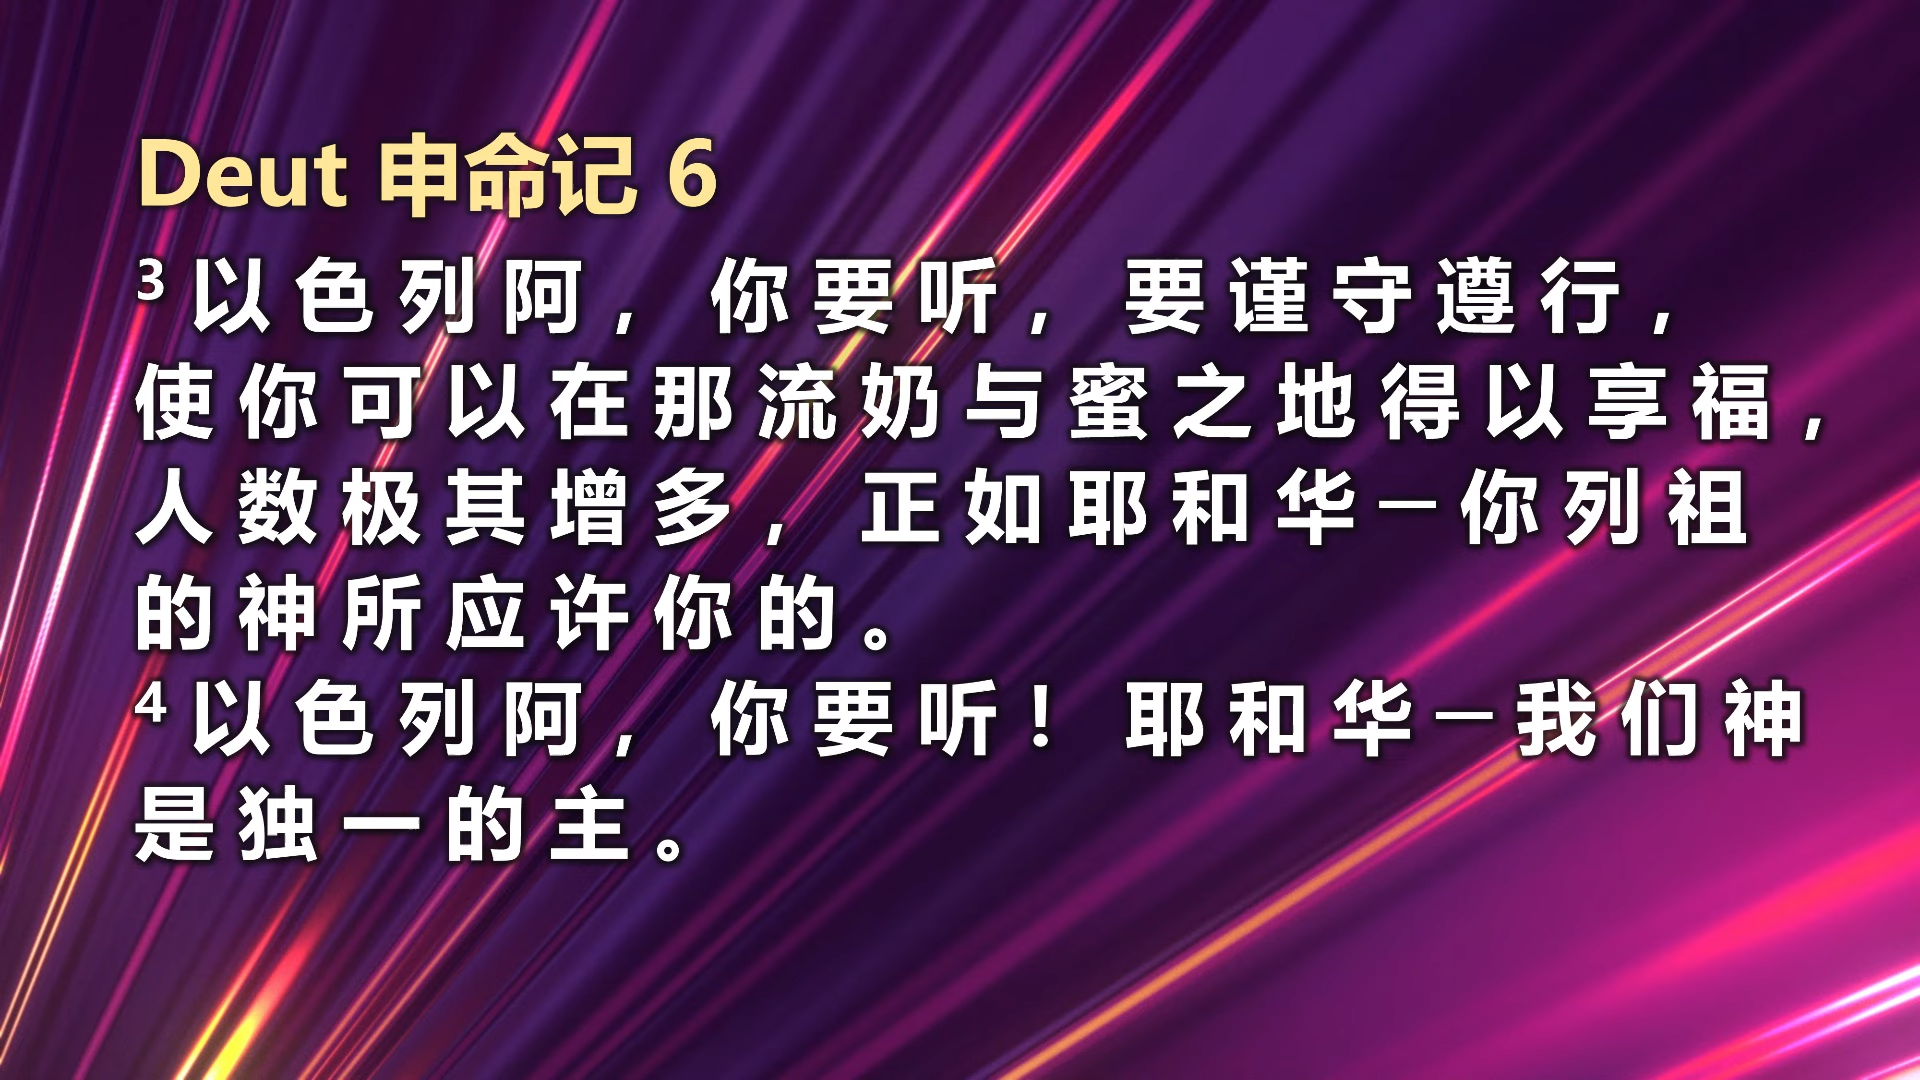 Deut 申命记 6
3 以色列阿，你要听，要谨守遵行，
使你可以在那流奶与蜜之地得以享福，
人数极其增多，正如耶和华─你列祖
的神所应许你的。
4 以色列阿，你要听！耶和华─我们神
是独一的主。